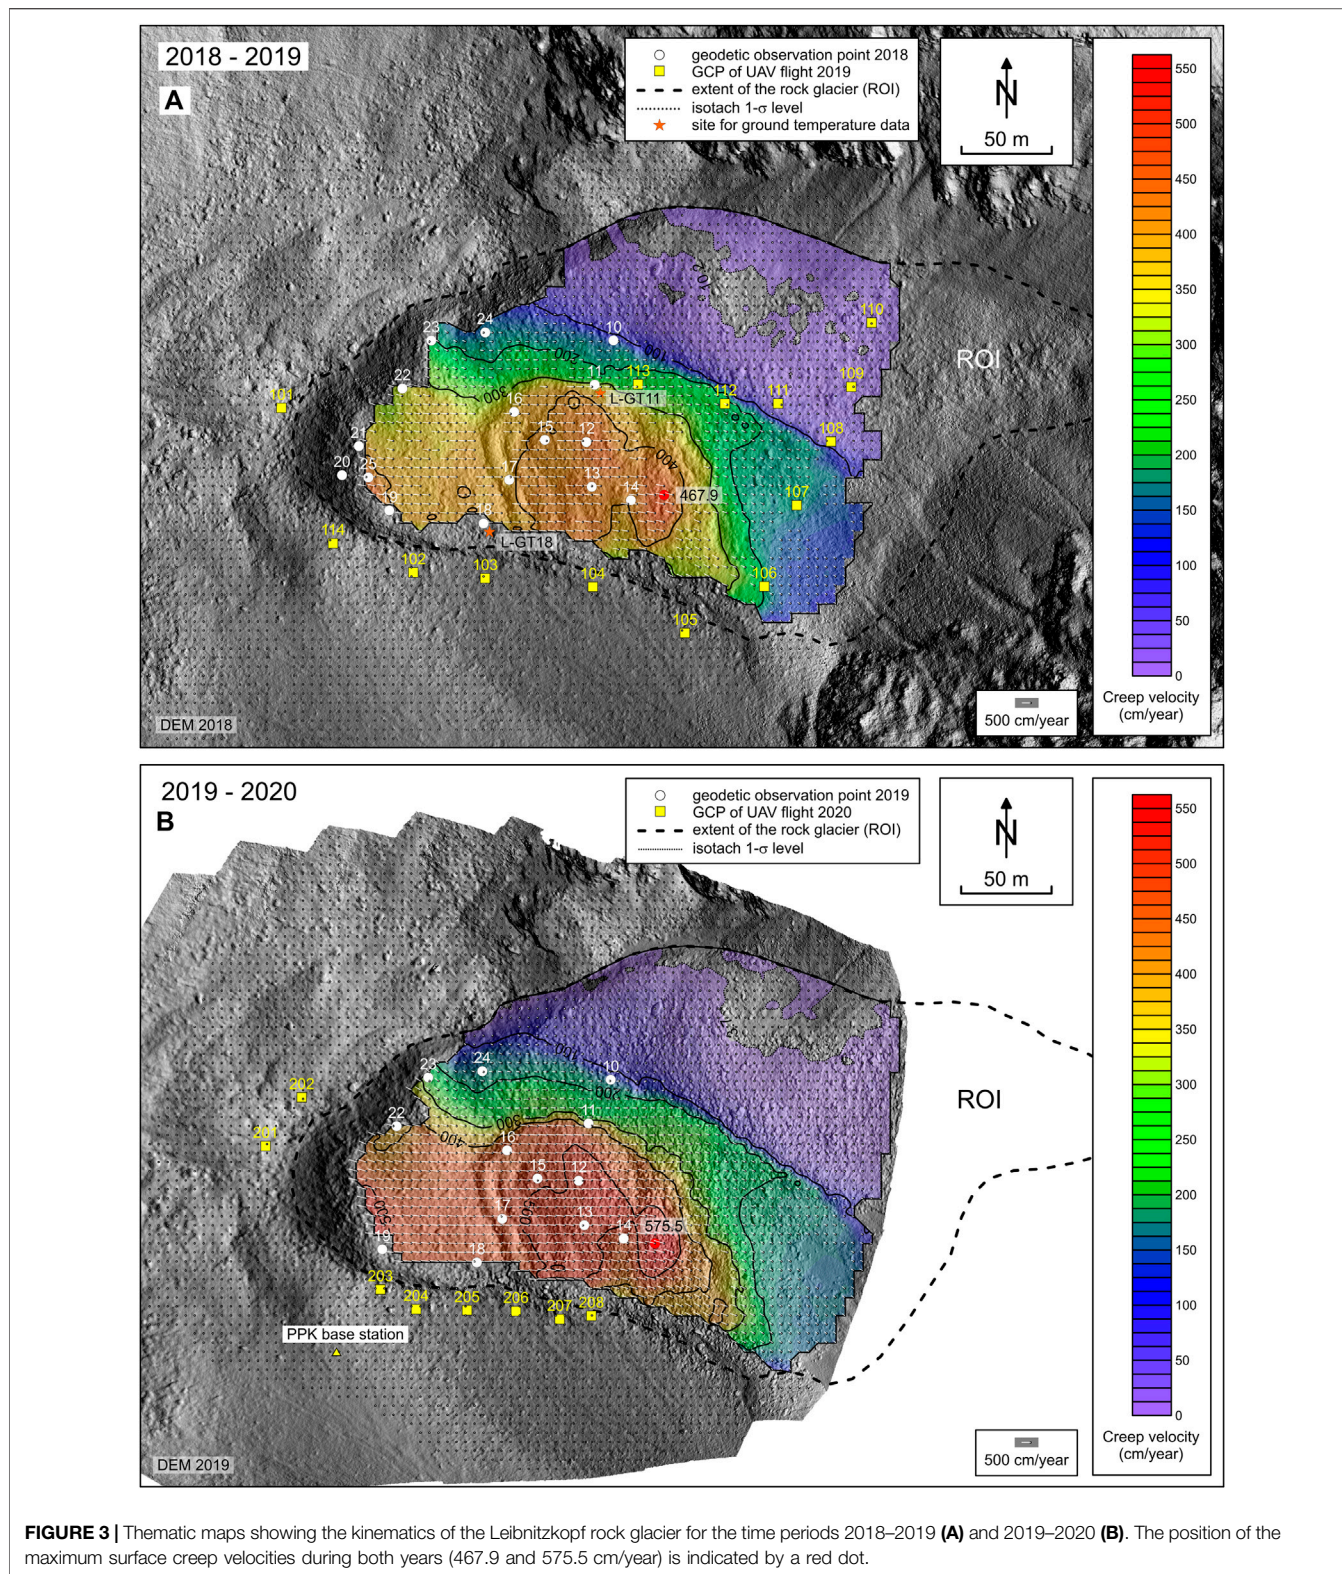 2018 - 2019
A
geodetic observation point 2018
GCP of UAV flight 2019
extent of the rock glacier (ROI)
isotach 1-σ level
site for ground temperature data
N
50 m
550
500
450
400
350
300
250
200
150
100
50
0
Creep velocity
(cm/year)
500 cm/year
ROI
110
109
108
111
112
113
107
106
105
104
103
102
114
101
10
11
12
13
14
15
16
17
18
19
20
21
22
23
24
25
L-GT11
L-GT18
467.9
100
200
300
400
DEM 2018
2019 - 2020
B
geodetic observation point 2019
GCP of UAV flight 2020
extent of the rock glacier (ROI)
isotach 1-σ level
N
50 m
550
500
450
400
350
300
250
200
150
100
50
0
Creep velocity
(cm/year)
500 cm/year
ROI
202
201
203
204
205
206
207
208
10
11
12
13
14
15
16
17
18
19
22
23
24
575.5
100
200
300
400
500
PPK base station
DEM 2019
FIGURE 3 | Thematic maps showing the kinematics of the Leibnitzkopf rock glacier for the time periods 2018–2019 (A) and 2019–2020 (B). The position of the
maximum surface creep velocities during both years (467.9 and 575.5 cm/year) is indicated by a red dot.